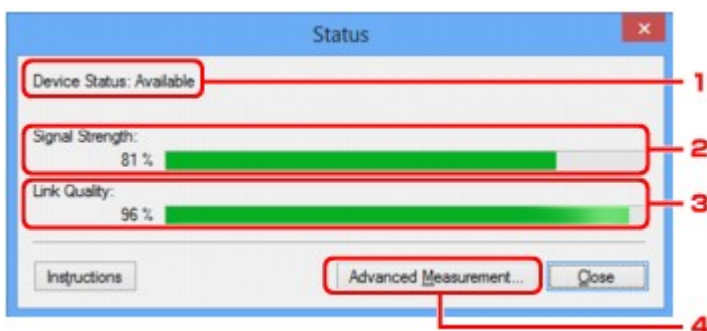 Status
Device Status: Available
1
Signal Strength:
81 %
2
Link Quality:
96 %
3
Instructions
Advanced Measurement...
Close
4